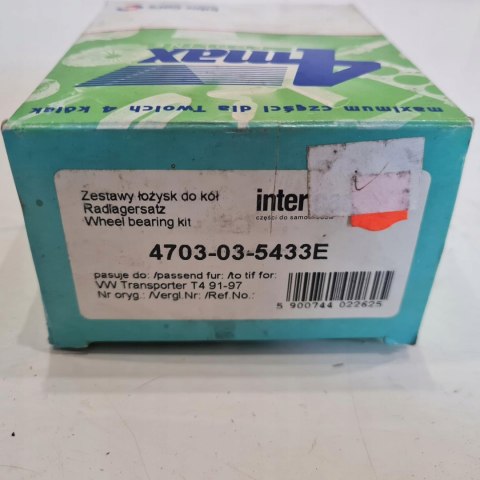 4max
maximum części dla Twoich 4 kółek
Zestawy łożysk do kół
Radlagersatz
Wheel bearing kit
inter
części do samochodów
4703-03-5433E
pasuje do: /passend fur: /to tif for:
VW Transporter T4 91-97
Nr oryg.: /Vergl.Nr: /Ref.No.:
5 900744 022625